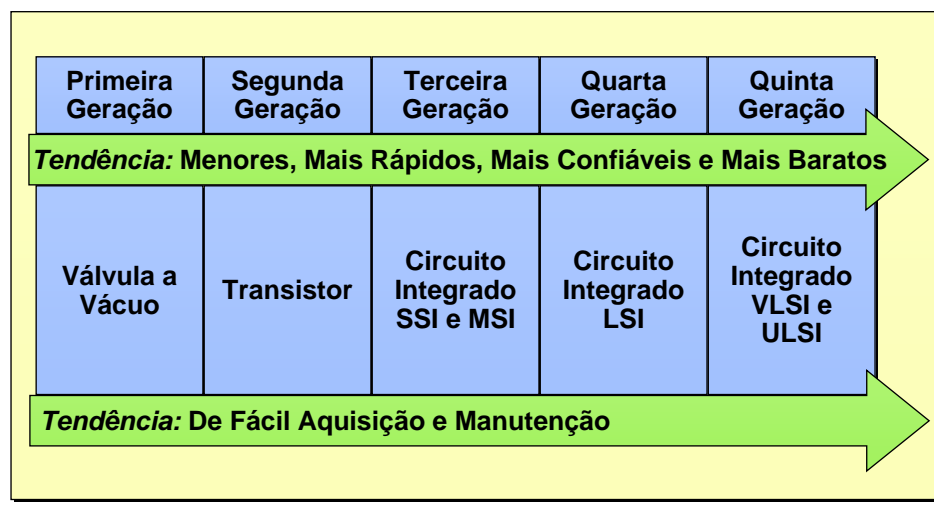 Primeira
Geração
Segunda
Geração
Terceira
Geração
Quarta
Geração
Quinta
Geração
Tendência: Menores, Mais Rápidos, Mais Confiáveis e Mais Baratos
Válvula a
Vácuo
Transistor
Circuito
Integrado
SSI e MSI
Circuito
Integrado
LSI
Circuito
Integrado
VLSI e
ULSI
Tendência: De Fácil Aquisição e Manutenção